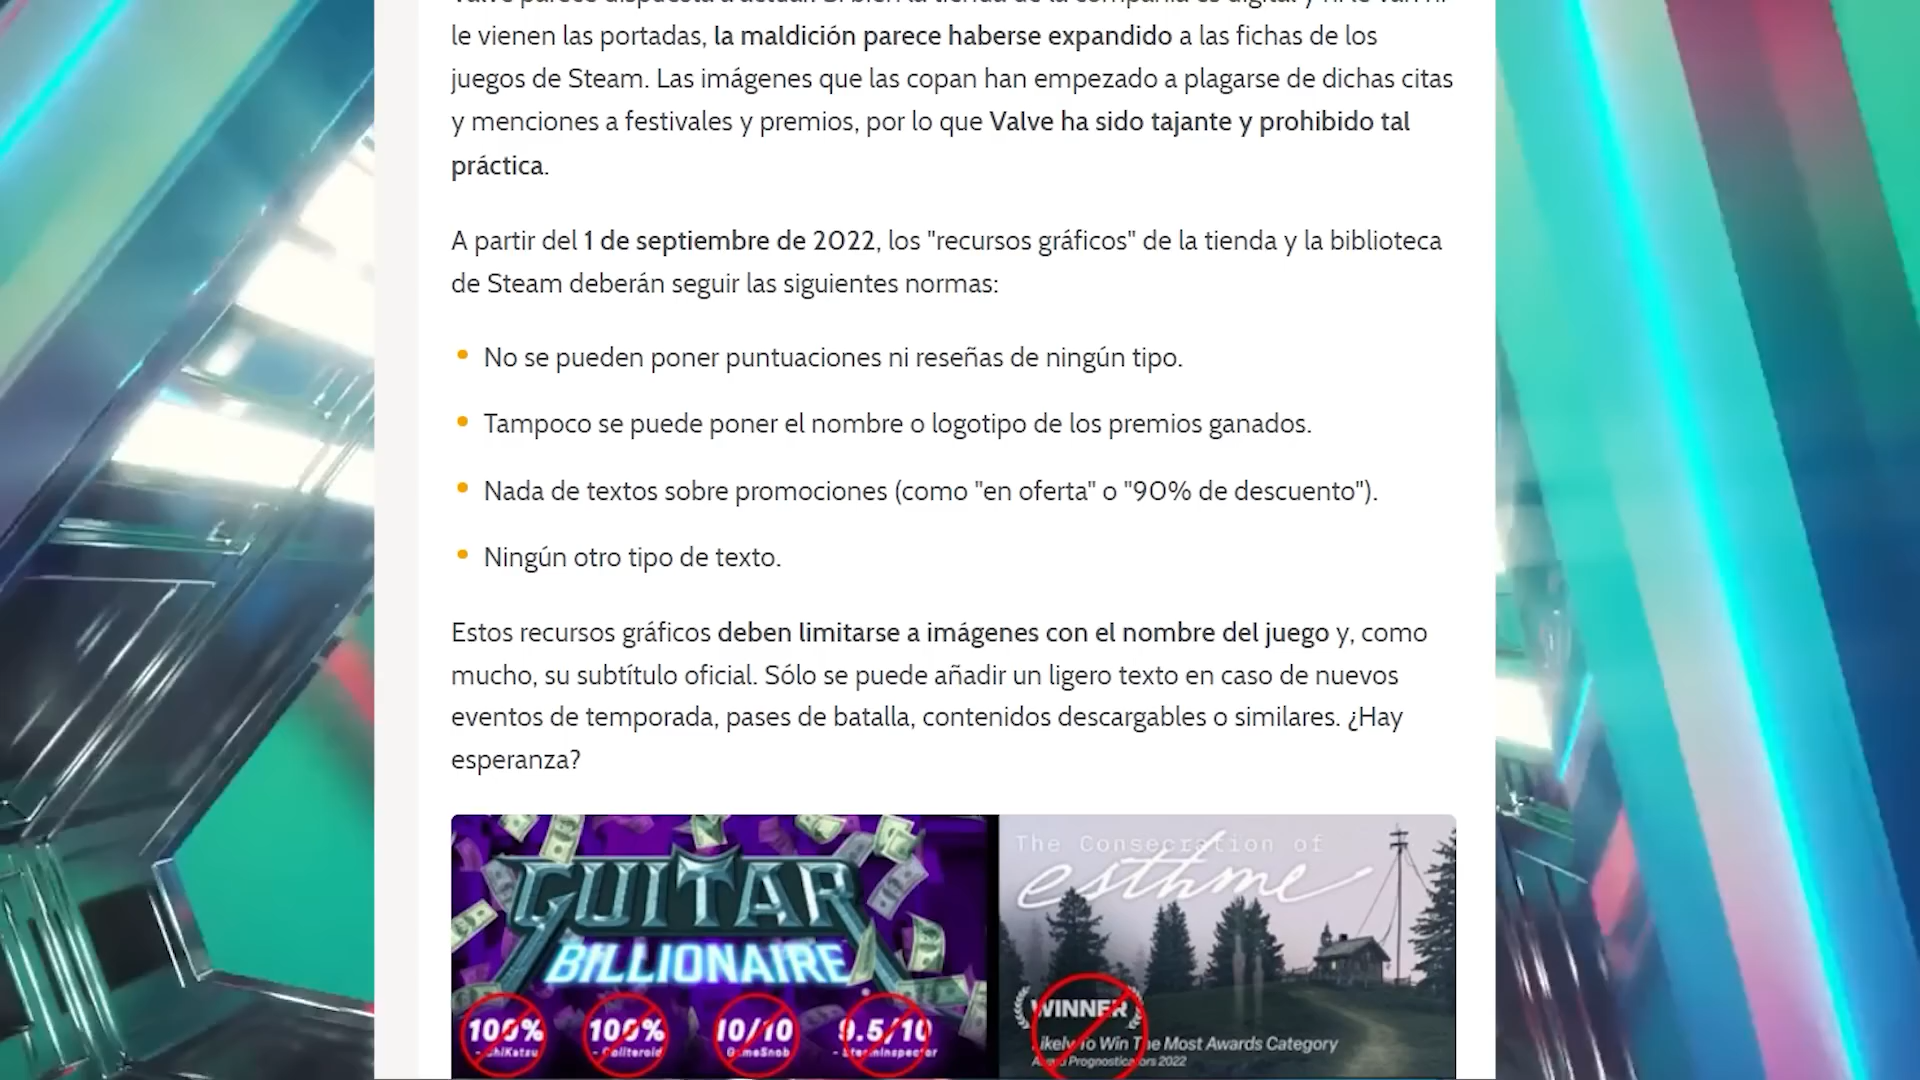 le vienen las portadas, la maldición parece haberse expandido a las fichas de los
juegos de Steam. Las imágenes que las copan han empezado a plagarse de dichas citas
y menciones a festivales y premios, por lo que Valve ha sido tajante y prohibido tal
práctica.
A partir del 1 de septiembre de 2022, los "recursos gráficos" de la tienda y la biblioteca
de Steam deberán seguir las siguientes normas:
No se pueden poner puntuaciones ni reseñas de ningún tipo.
Tampoco se puede poner el nombre o logotipo de los premios ganados.
Nada de textos sobre promociones (como "en oferta" o "90% de descuento").
Ningún otro tipo de texto.
Estos recursos gráficos deben limitarse a imágenes con el nombre del juego y, como
mucho, su subtítulo oficial. Sólo se puede añadir un ligero texto en caso de nuevos
eventos de temporada, pases de batalla, contenidos descargables o similares. ¿Hay
esperanza?
GUITAR
BILLIONAIRE
100% 100% 10/10 9.5/10
GameSnob
The Consecration of
esthme
WINNER
Likely To Win The Most Awards Category
2022